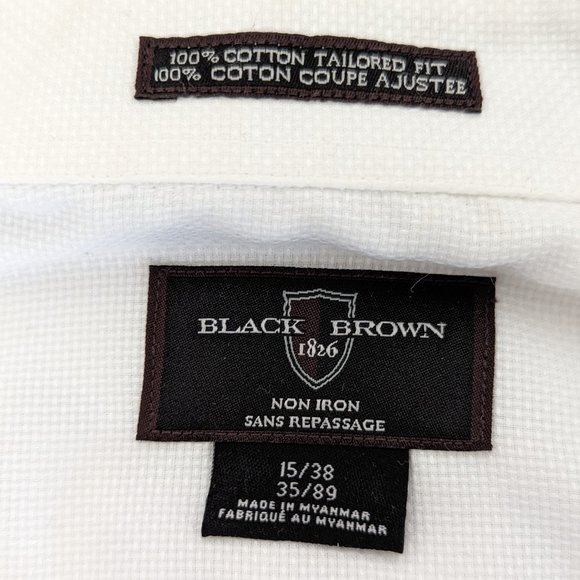 100% COTTON TAILORED FIT
100% COTON COUPE AJUSTEE
BLACK BROWN
1826
NON IRON
SANS REPASSAGE
15/38
35/89
MADE IN MYANMAR
FABRIQUÉ AU MYANMAR